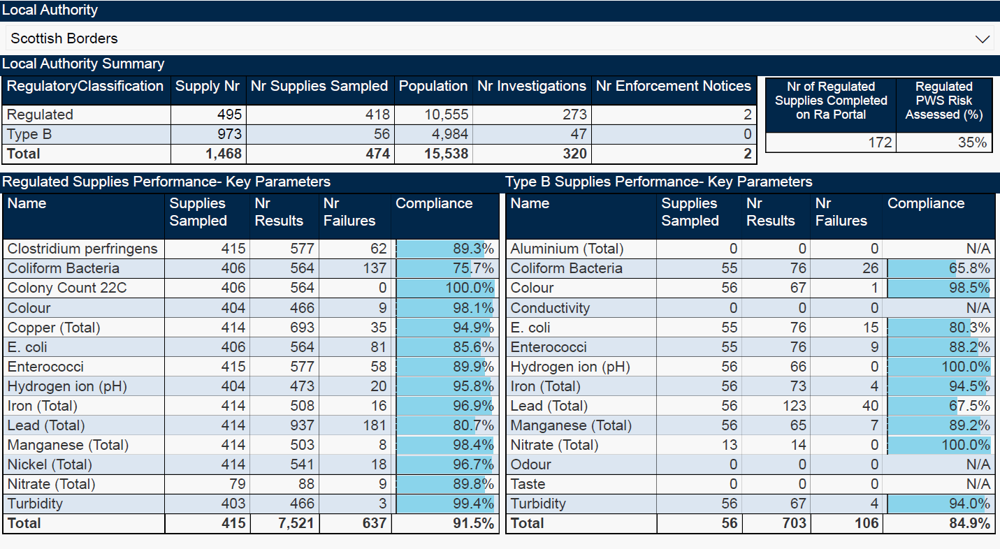 Local Authority
Scottish Borders
Local Authority Summary
RegulatoryClassification Supply Nr Nr Supplies Sampled Population Nr Investigations Nr Enforcement Notices
Regulated 495 418 10,555 273 2
Type B 973 56 4,984 47 0
Total 1,468 474 15,538 320 2
Nr of Regulated Regulated
Supplies Completed PWS Risk
on Ra Portal Assessed (%)
172 35%
Regulated Supplies Performance- Key Parameters
Name Supplies Nr Nr Compliance
Sampled Results Failures
Clostridium perfringens 415 577 62 89.3%
Coliform Bacteria 406 564 137 75.7%
Colony Count 22C 406 564 0 100.0%
Colour 404 466 9 98.1%
Copper (Total) 414 693 35 94.9%
E. coli 406 564 81 85.6%
Enterococci 415 577 58 89.9%
Hydrogen ion (pH) 404 473 20 95.8%
Iron (Total) 414 508 16 96.9%
Lead (Total) 414 937 181 80.7%
Manganese (Total) 414 503 8 98.4%
Nickel (Total) 414 541 18 96.7%
Nitrate (Total) 79 88 9 89.8%
Turbidity 403 466 3 99.4%
Total 415 7,521 637 91.5%
Type B Supplies Performance- Key Parameters
Name Supplies Nr Nr Compliance
Sampled Results Failures
Aluminium (Total) 0 0 0 N/A
Coliform Bacteria 55 76 26 65.8%
Colour 56 67 1 98.5%
Conductivity 0 0 0 N/A
E. coli 55 76 15 80.3%
Enterococci 55 76 9 88.2%
Hydrogen ion (pH) 56 66 0 100.0%
Iron (Total) 56 73 4 94.5%
Lead (Total) 56 123 40 67.5%
Manganese (Total) 56 65 7 89.2%
Nitrate (Total) 13 14 0 100.0%
Odour 0 0 0 N/A
Taste 0 0 0 N/A
Turbidity 56 67 4 94.0%
Total 56 703 106 84.9%